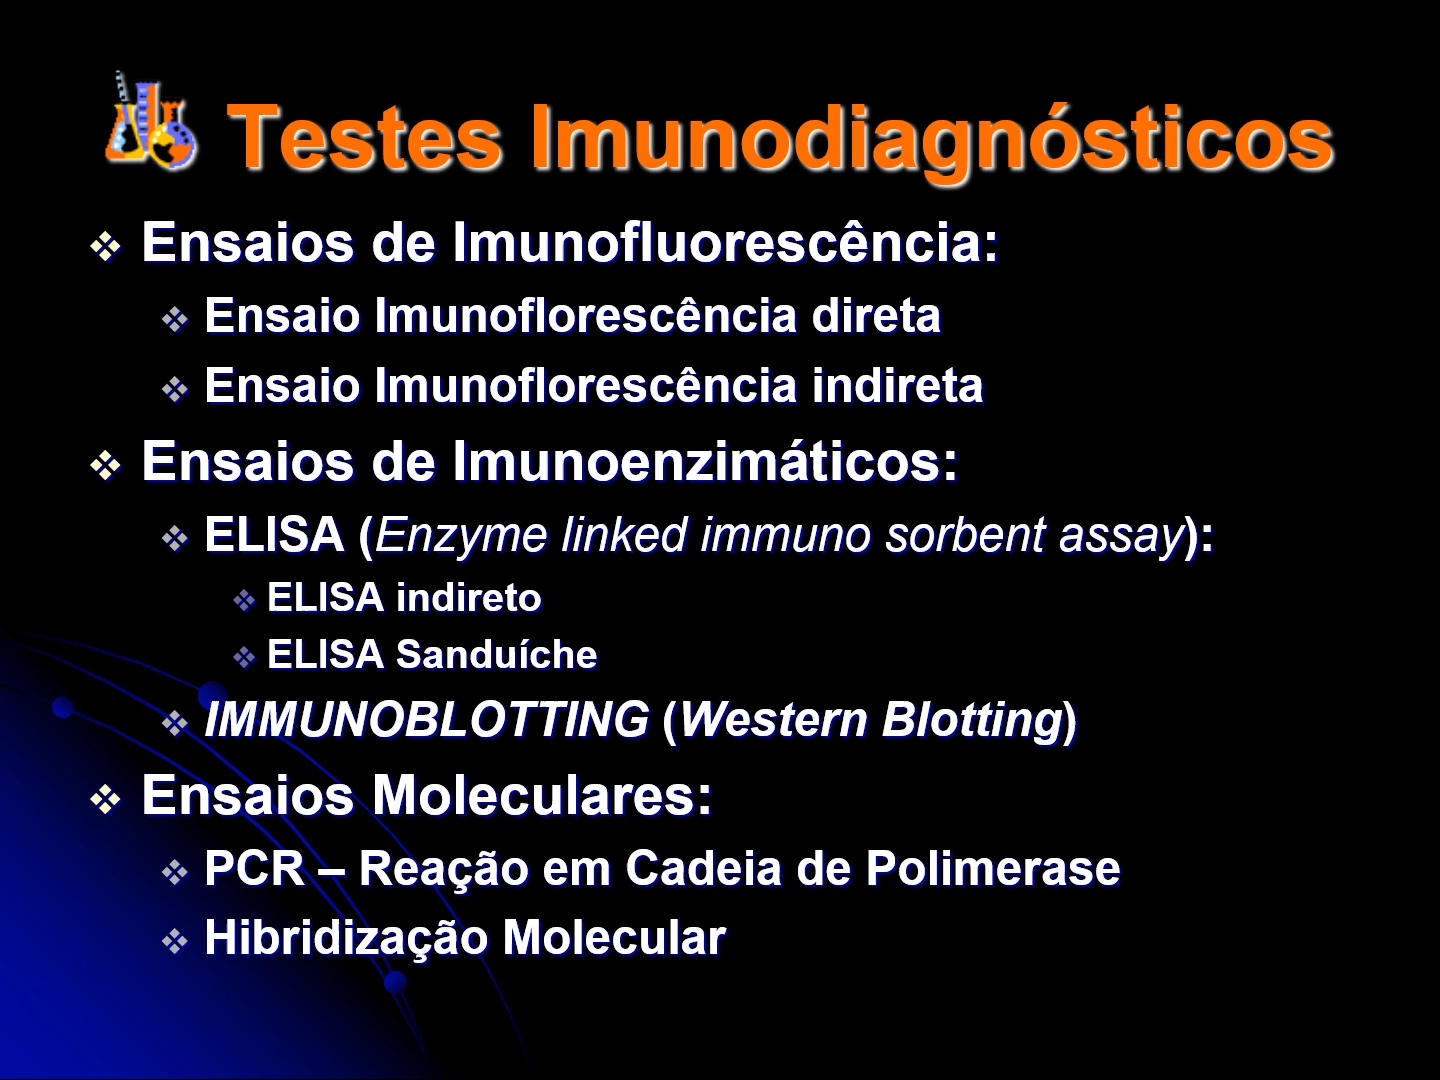 Testes Imunodiagnósticos
Ensaios de Imunofluorescência:
Ensaio Imunoflorescência direta
Ensaio Imunoflorescência indireta
Ensaios de Imunoenzimáticos:
ELISA (Enzyme linked immuno sorbent assay):
ELISA indireto
ELISA Sanduíche
IMMUNOBLOTTING (Western Blotting)
Ensaios Moleculares:
PCR – Reação em Cadeia de Polimerase
Hibridização Molecular